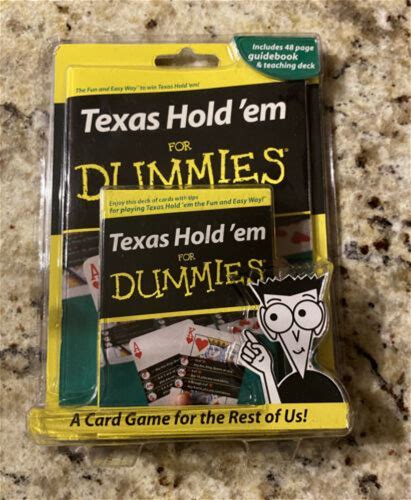 Includes 48 page
guidebook
& teaching deck
The Fun and Easy Way™ to win Texas Hold 'em!
Texas Hold 'em
FOR
DUMMIES®
Enjoy this deck of cards with tips
for playing Texas Hold 'em the Fun and Easy Way!™
Texas Hold 'em
FOR
DUMMIES
A
A
K
A Card Game for the Rest of Us!